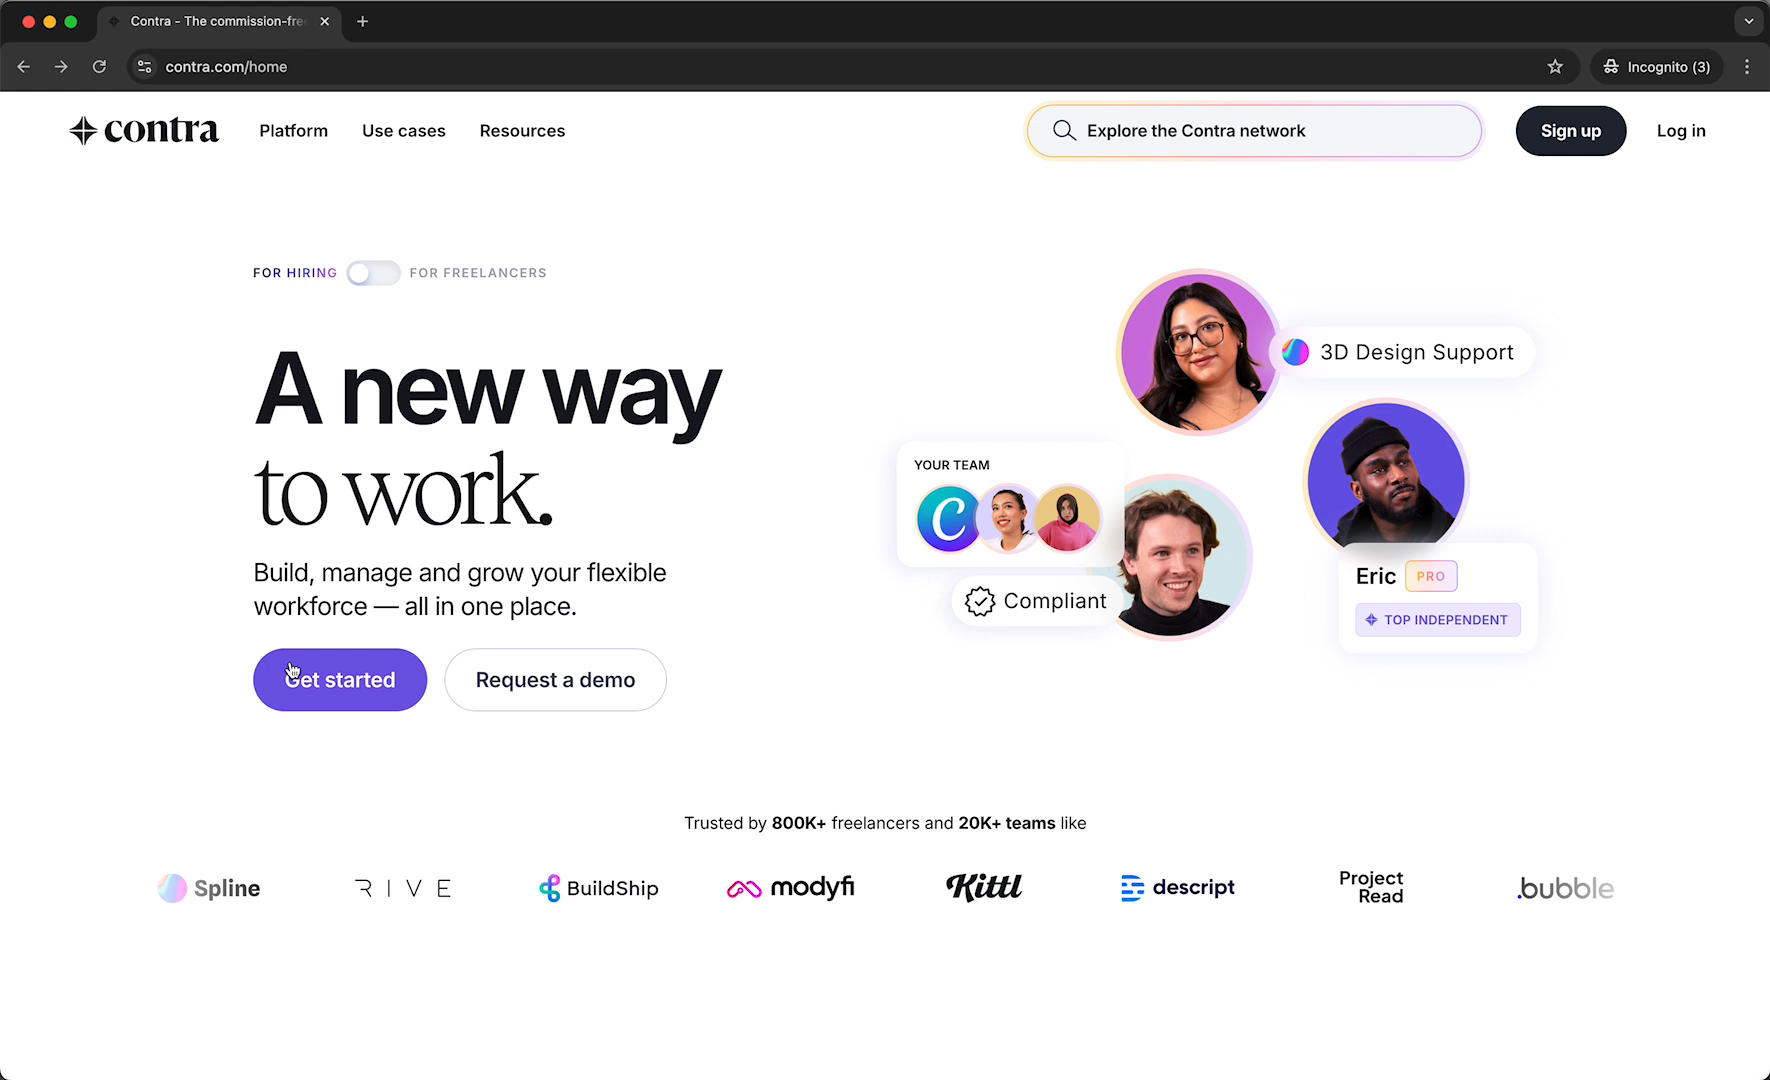 Contra - The commission-fre
contra.com/home
Incognito (3)
contra
Platform
Use cases
Resources
Explore the Contra network
Sign up
Log in
FOR HIRING
FOR FREELANCERS
A new way
to work.
Build, manage and grow your flexible
workforce — all in one place.
Get started
Request a demo
3D Design Support
YOUR TEAM
C
Compliant
Eric
PRO
TOP INDEPENDENT
Trusted by 800K+ freelancers and 20K+ teams like
Spline
RIVE
BuildShip
modyfi
Kittl
descript
Project
Read
.bubble